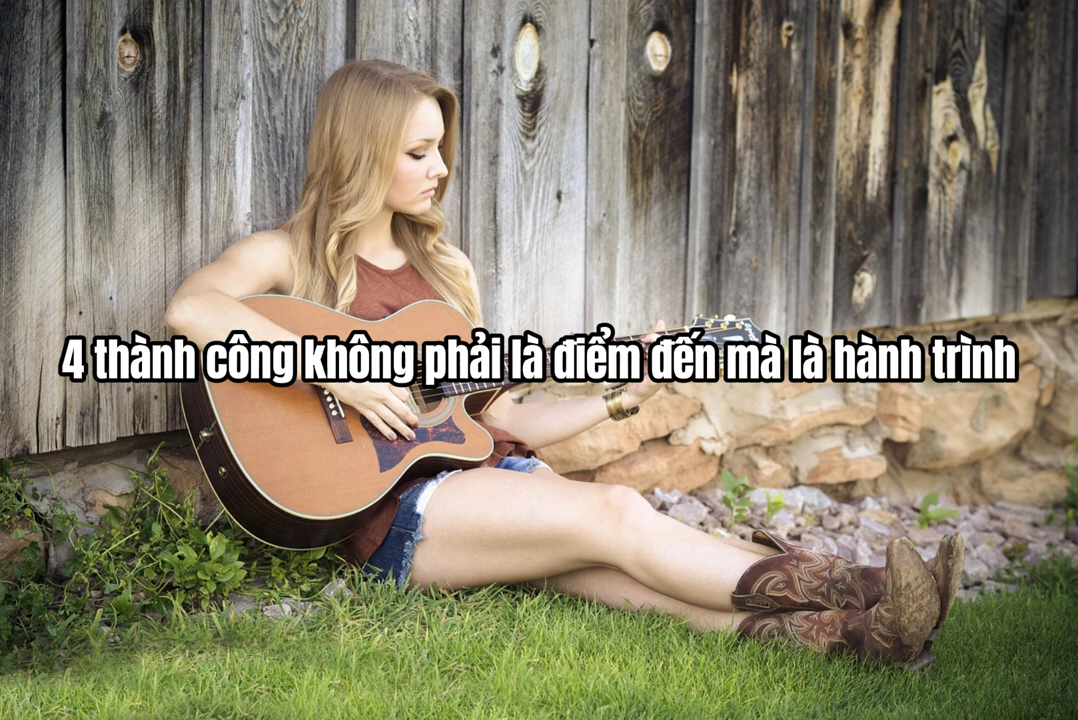 4 thành công không phải là điểm đến mà là hành trình